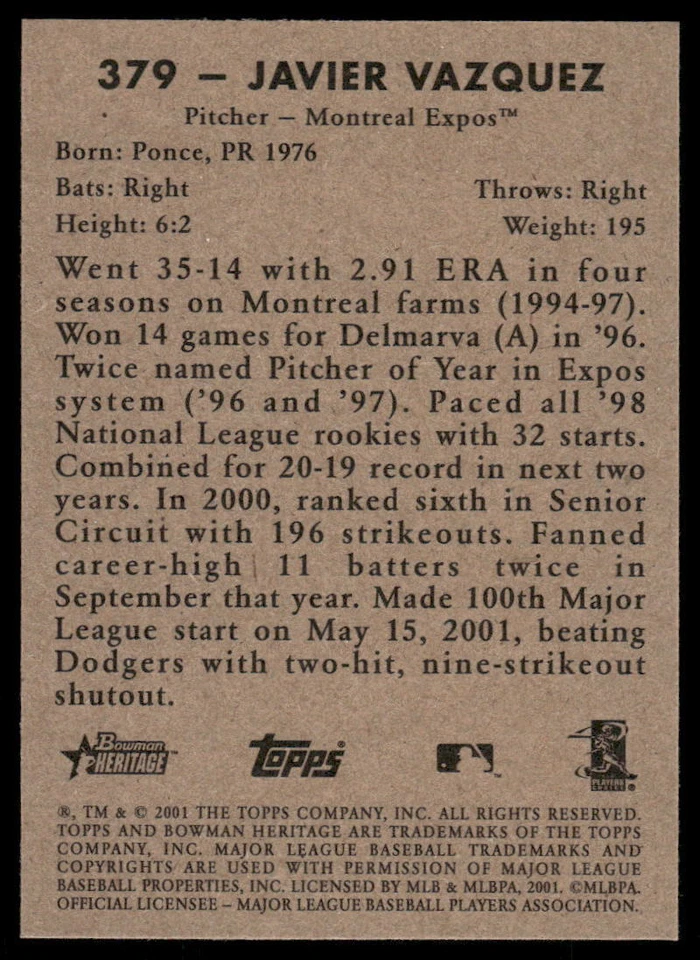 379 – JAVIER VAZQUEZ
Pitcher – Montreal Expos™
Born: Ponce, PR 1976
Bats: Right Throws: Right
Height: 6:2 Weight: 195
Went 35-14 with 2.91 ERA in four
seasons on Montreal farms (1994-97).
Won 14 games for Delmarva (A) in '96.
Twice named Pitcher of Year in Expos
system ('96 and '97). Paced all '98
National League rookies with 32 starts.
Combined for 20-19 record in next two
years. In 2000, ranked sixth in Senior
Circuit with 196 strikeouts. Fanned
career-high 11 batters twice in
September that year. Made 100th Major
League start on May 15, 2001, beating
Dodgers with two-hit, nine-strikeout
shutout.
Bowman HERITAGE™ Topps® PLAYERS CHOICE®
®, TM & © 2001 THE TOPPS COMPANY, INC. ALL RIGHTS RESERVED.
TOPPS AND BOWMAN HERITAGE ARE TRADEMARKS OF THE TOPPS
COMPANY, INC. MAJOR LEAGUE BASEBALL TRADEMARKS AND
COPYRIGHTS ARE USED WITH PERMISSION OF MAJOR LEAGUE
BASEBALL PROPERTIES, INC. LICENSED BY MLB & MLBPA, 2001. ©MLBPA.
OFFICIAL LICENSEE – MAJOR LEAGUE BASEBALL PLAYERS ASSOCIATION.